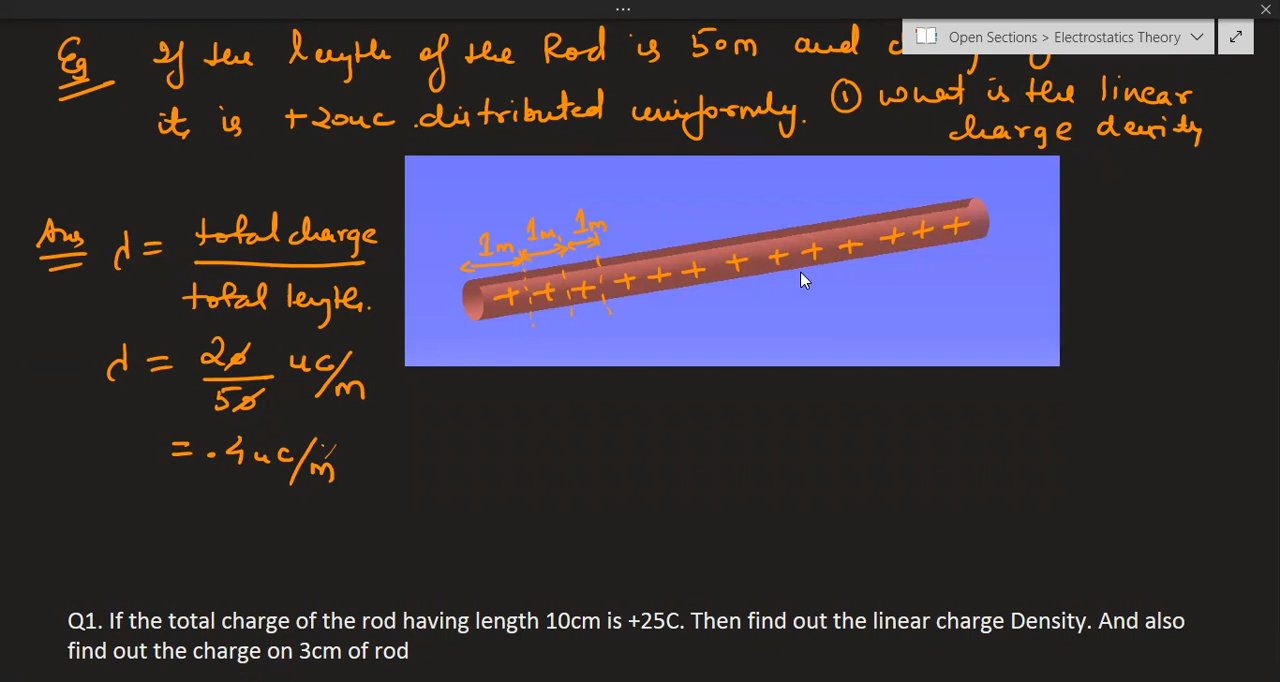 Open Sections > Electrostatics Theory
Eg If the length of the Rod is 50m and
it, is +20uc .distributed uniformly. ① what is the linear
charge density
Ans λ = total charge
total length.
1m 1m, 1m
+ + + + + + + + + + + + +
λ = 20
50 uc/m
= .4uc/m
Q1. If the total charge of the rod having length 10cm is +25C. Then find out the linear charge Density. And also
find out the charge on 3cm of rod